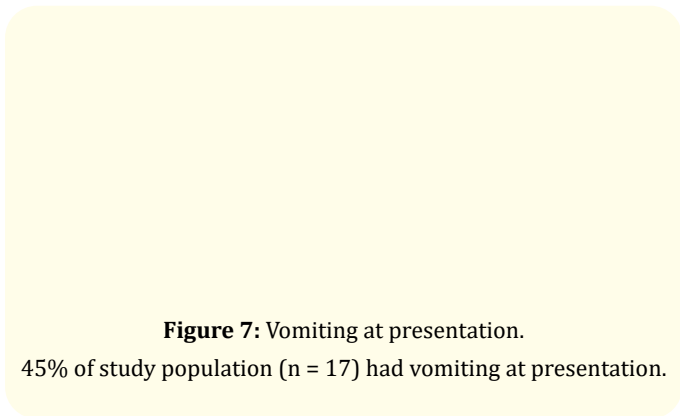 Figure 7: Vomiting at presentation.
45% of study population (n = 17) had vomiting at presentation.